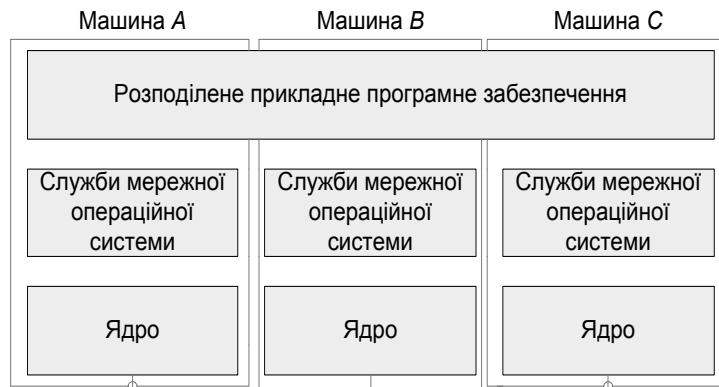 Машина A
Машина B
Машина C
Розподілене прикладне програмне забезпечення
Служби мережної
операційної
системи
Служби мережної
операційної
системи
Служби мережної
операційної
системи
Ядро
Ядро
Ядро